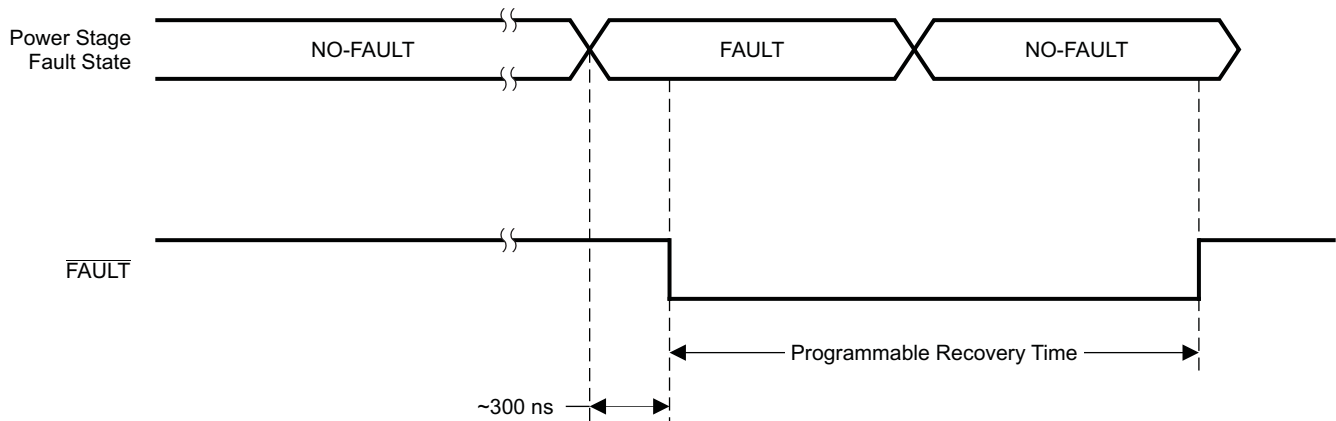 Power Stage
Fault State
NO-FAULT
FAULT
NO-FAULT
FAULT
Programmable Recovery Time
~300 ns